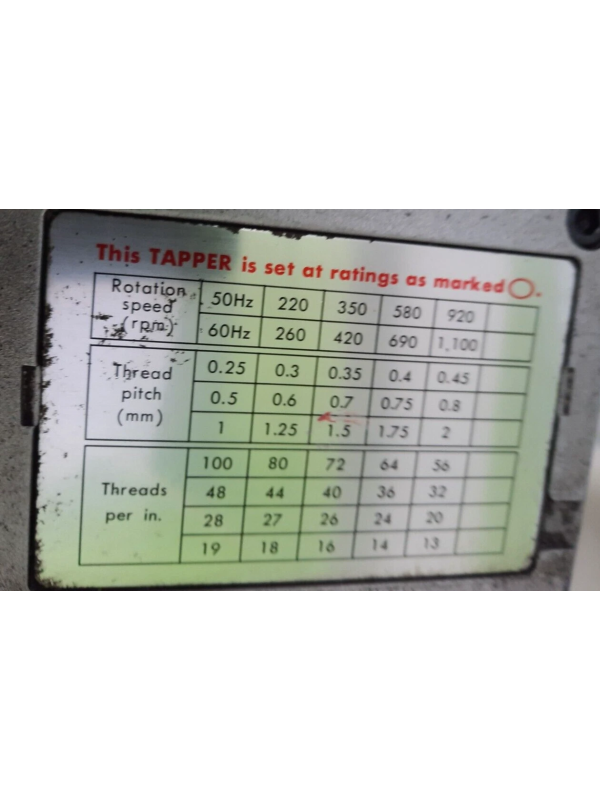 This TAPPER is set at ratings as marked
Rotation speed (rpm)
50Hz 220 350 580 920
60Hz 260 420 690 1,100
Thread pitch (mm)
0.25 0.3 0.35 0.4 0.45
0.5 0.6 0.7 0.75 0.8
1 1.25 1.5 1.75 2
Threads per in.
100 80 72 64 56
48 44 40 36 32
28 27 26 24 20
19 18 16 14 13